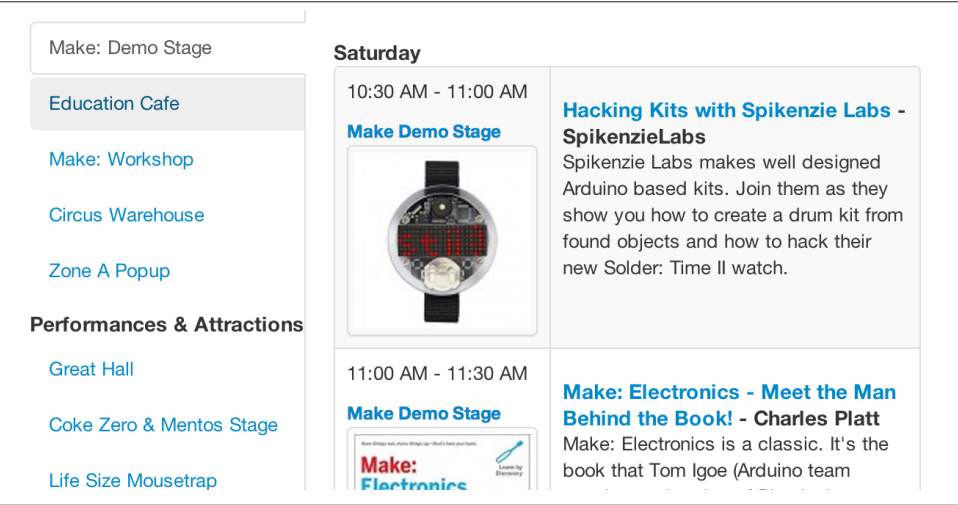 Make: Demo Stage
Education Cafe
Make: Workshop
Circus Warehouse
Zone A Popup
Performances & Attractions
Great Hall
Coke Zero & Mentos Stage
Life Size Mousetrap
Saturday
10:30 AM - 11:00 AM
Make Demo Stage
Hacking Kits with Spikenzie Labs -
SpikenzieLabs
Spikenzie Labs makes well designed
Arduino based kits. Join them as they
show you how to create a drum kit from
found objects and how to hack their
new Solder: Time II watch.
11:00 AM - 11:30 AM
Make Demo Stage
Make:
Electronics
Learn by
Discovery
Make: Electronics - Meet the Man
Behind the Book! - Charles Platt
Make: Electronics is a classic. It's the
book that Tom Igoe (Arduino team